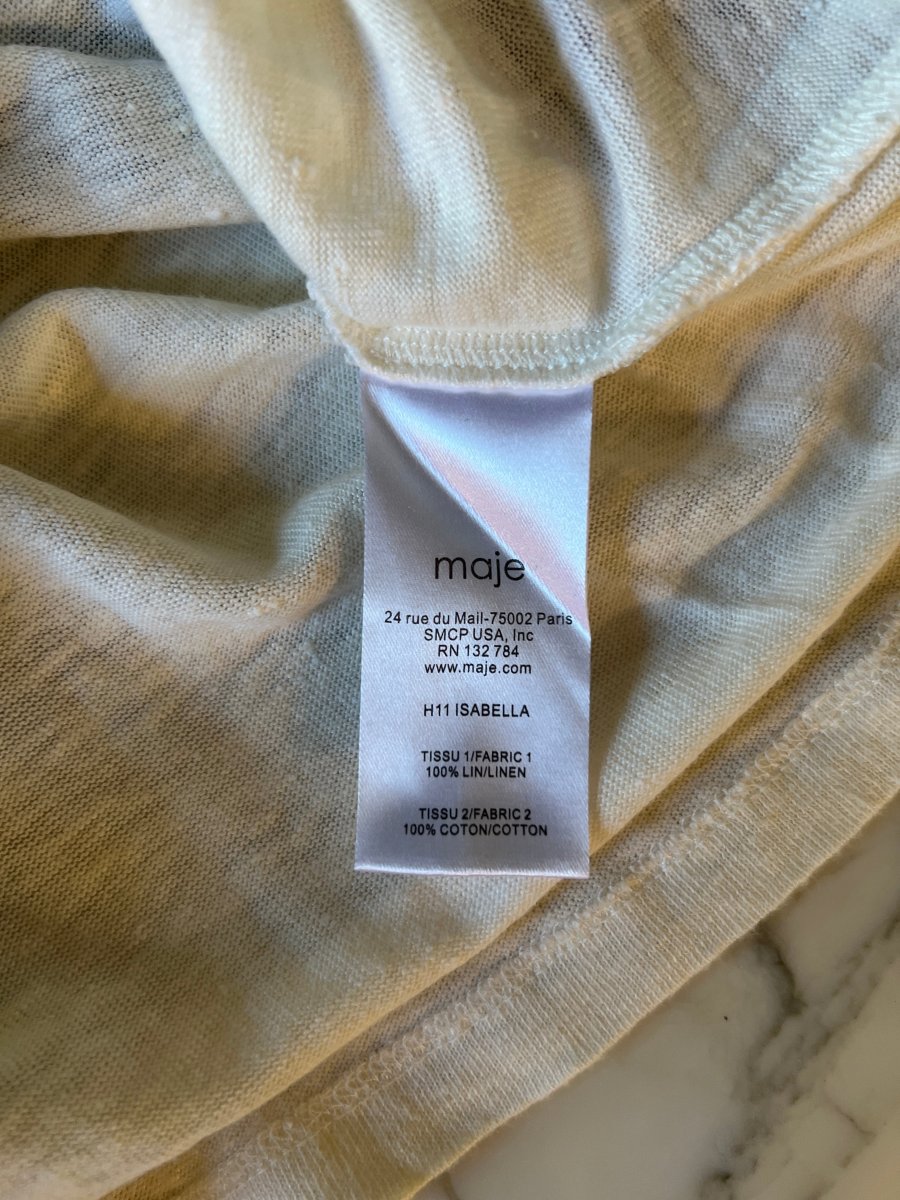 maje
24 rue du Mail-75002 Paris
SMCP USA, Inc
RN 132 784
www.maje.com
H11 ISABELLA
TISSU 1/FABRIC 1
100% LIN/LINEN
TISSU 2/FABRIC 2
100% COTON/COTTON